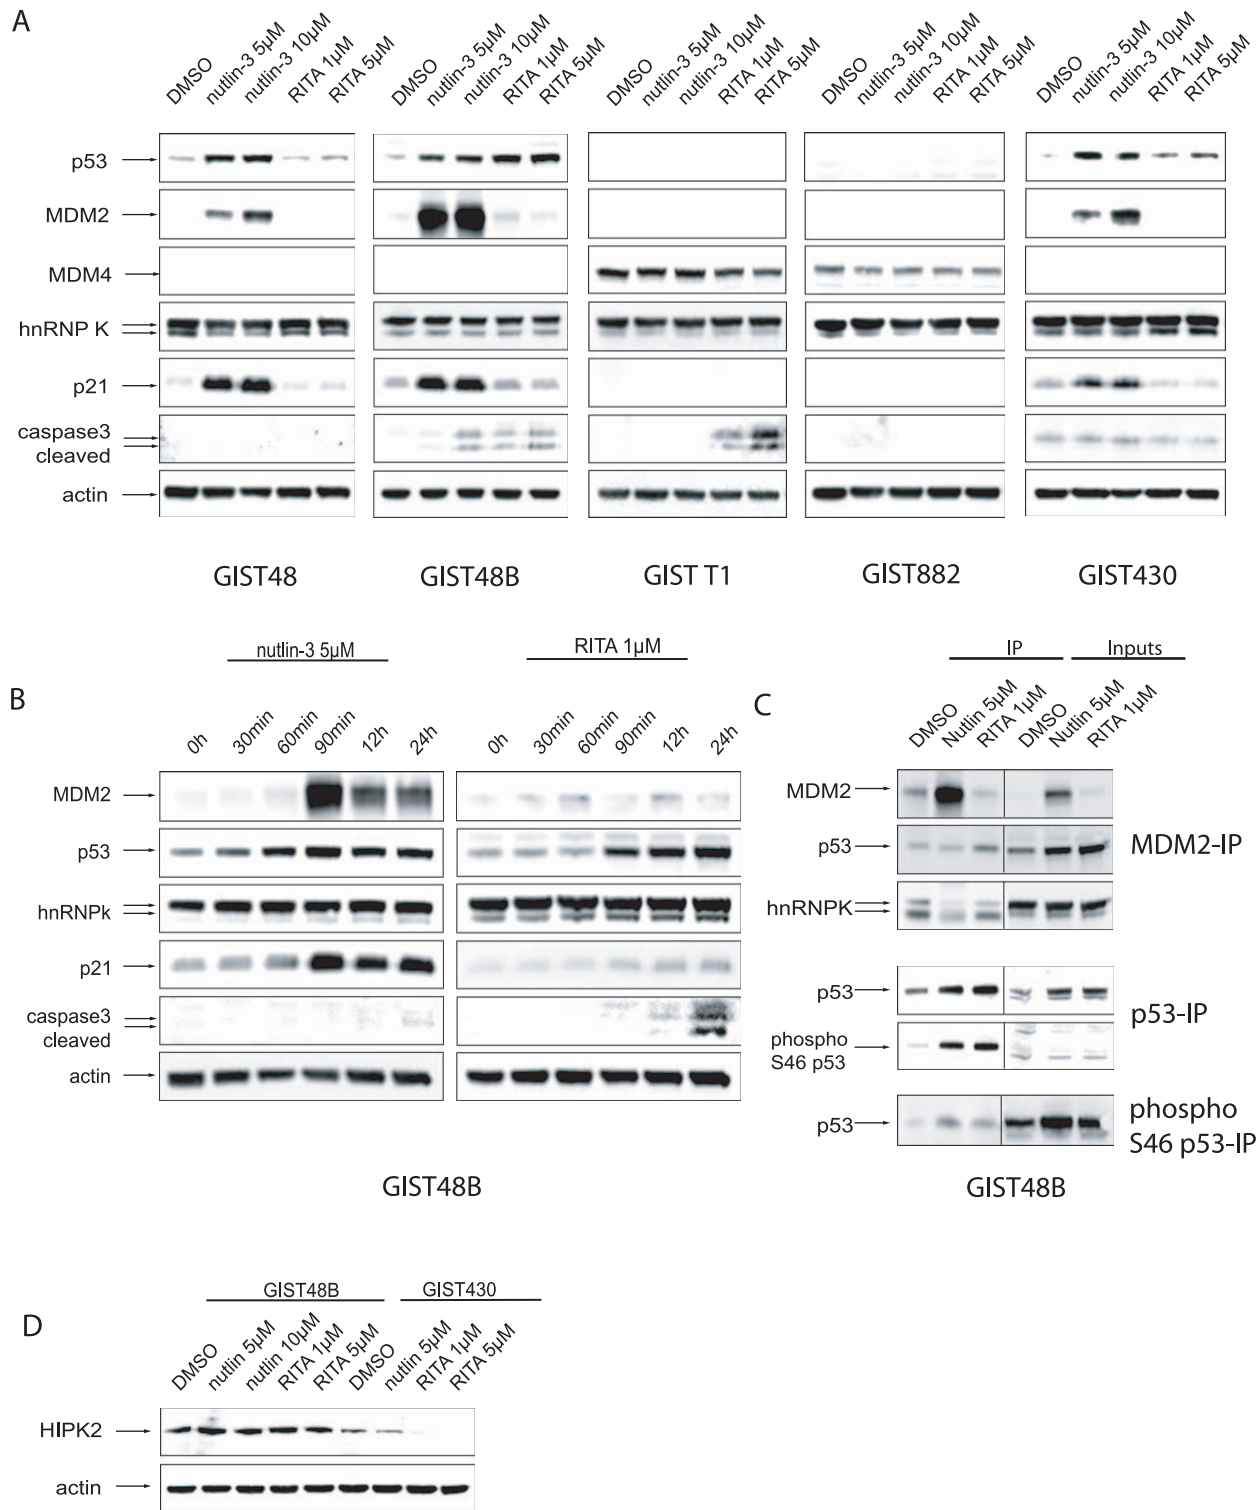 A
DMSO
nutlin-3 5µM
nutlin-3 10µM
RITA 1µM
RITA 5µM
DMSO
nutlin-3 5µM
nutlin-3 10µM
RITA 1µM
RITA 5µM
DMSO
nutlin-3 5µM
nutlin-3 10µM
RITA 1µM
RITA 5µM
DMSO
nutlin-3 5µM
nutlin-3 10µM
RITA 1µM
RITA 5µM
DMSO
nutlin-3 5µM
nutlin-3 10µM
RITA 1µM
RITA 5µM
p53
MDM2
MDM4
hnRNP K
p21
caspase3
cleaved
actin
GIST48
GIST48B
GIST T1
GIST882
GIST430
B
nutlin-3 5µM
RITA 1µM
0h
30min
60min
90min
12h
24h
0h
30min
60min
90min
12h
24h
MDM2
p53
hnRNPk
p21
caspase3
cleaved
actin
GIST48B
C
IP
Inputs
DMSO
Nutlin 5µM
RITA 1µM
DMSO
Nutlin 5µM
RITA 1µM
MDM2
p53
MDM2-IP
hnRNPK
p53
p53-IP
phospho
S46 p53
p53
phospho
S46 p53-IP
GIST48B
D
GIST48B
GIST430
DMSO
nutlin 5µM
nutlin 10µM
RITA 1µM
RITA 5µM
DMSO
nutlin 5µM
RITA 1µM
RITA 5µM
HIPK2
actin